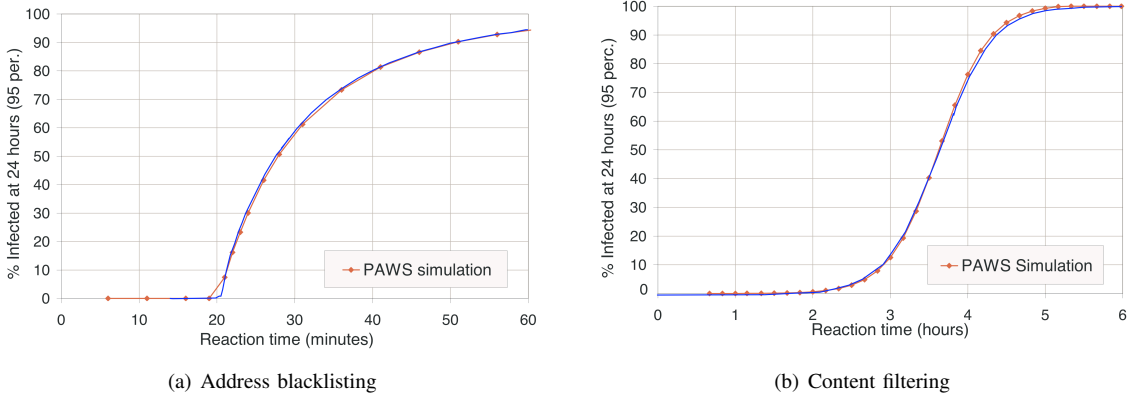 100
90
80
70
60
50
40
30
20
10
0
% Infected at 24 hours (95 per.)
PAWS simulation
0 10 20 30 40 50 60
Reaction time (minutes)
(a) Address blacklisting
100
90
80
70
60
50
40
30
20
10
0
% Infected at 24 hours (95 perc.)
PAWS Simulation
0 1 2 3 4 5 6
Reaction time (hours)
(b) Content filtering